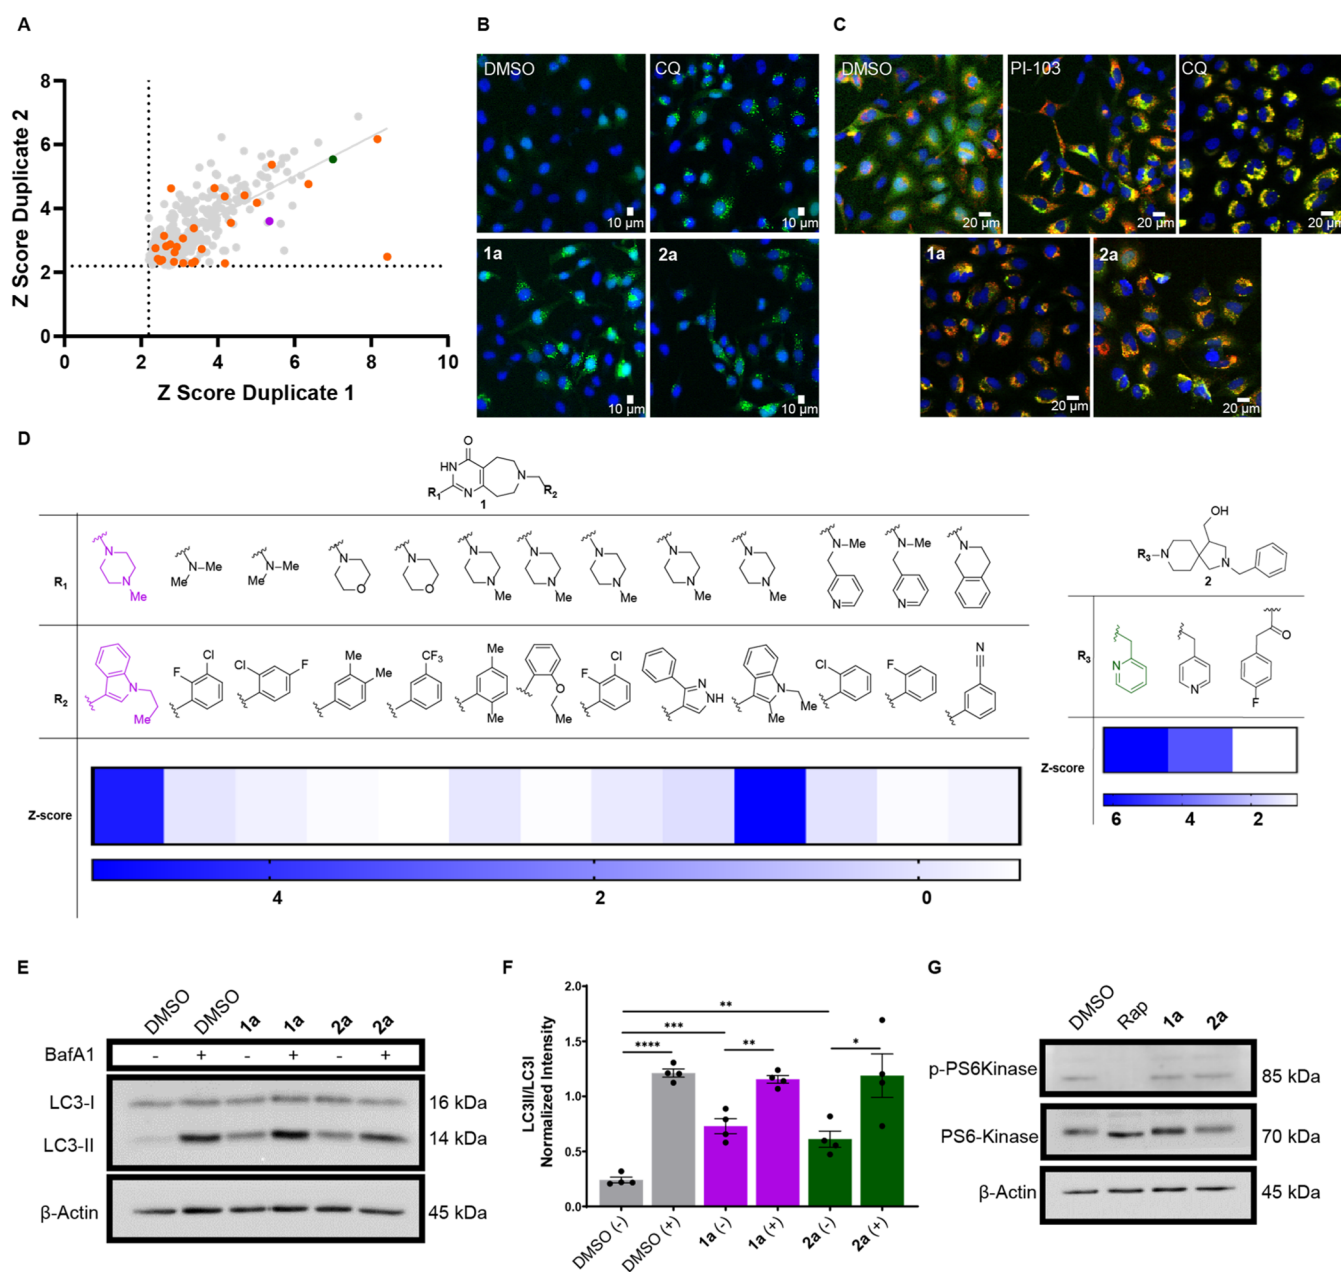 A
B
C
8
6
4
2
0
0
2
4
6
8
10
Z Score Duplicate 2
Z Score Duplicate 1
DMSO
CQ
10 µm
10 µm
1a
2a
10 µm
10 µm
DMSO
PI-103
CQ
20 µm
20 µm
20 µm
1a
2a
20 µm
20 µm
D
O
HN
N
N
R1
R2
1
R1
N
N
Me
N—Me
Me
N—Me
Me
N
O
N
O
N
N
Me
N
N
Me
N
N
Me
N
N
Me
N
N
Me
N—Me
N
N—Me
N
N
R2
N
Me
Cl
F
Cl
F
Me
Me
CF3
Me
Me
O
Me
Cl
F
N
NH
N
Me
Me
Cl
F
N
Z-score
4
2
0
OH
R3—N
N
2
R3
N
N
O
F
Z-score
6
4
2
E
DMSO
DMSO
1a
1a
2a
2a
BafA1
-
+
-
+
-
+
LC3-I
16 kDa
LC3-II
14 kDa
β-Actin
45 kDa
F
LC3II/LC3I
Normalized Intensity
2.0
1.5
1.0
0.5
0.0
**
***
****
**
*
DMSO (-)
DMSO (+)
1a (-)
1a (+)
2a (-)
2a (+)
G
DMSO
Rap
1a
2a
p-PS6Kinase
85 kDa
PS6-Kinase
70 kDa
β-Actin
45 kDa